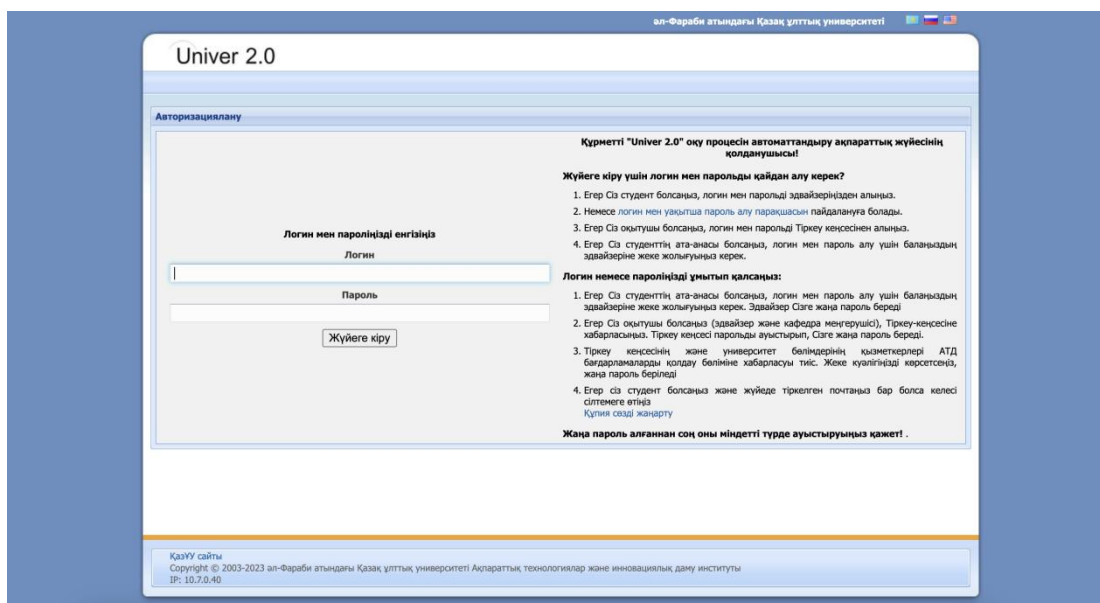 әл-Фараби атындағы Қазақ ұлттық университеті
Univer 2.0
Авторизациялану
Логин мен пароліңізді енгізіңіз
Логин
Пароль
Жүйеге кіру
Құрметті "Univer 2.0" оқу процесін автоматтандыру ақпараттық жүйесінің
қолданушысы!
Жүйеге кіру үшін логин мен парольды қайдан алу керек?
1. Егер Сіз студент болсаңыз, логин мен парольді эдвайзеріңізден алыңыз.
2. Немесе логин мен уақытша пароль алу парақшасын пайдалануға болады.
3. Егер Сіз оқытушы болсаңыз, логин мен парольді Тіркеу кеңсесінен алыңыз.
4. Егер Сіз студенттің ата-анасы болсаңыз, логин мен пароль алу үшін балаңыздың
эдвайзеріне жеке жолығуыңыз керек.
Логин немесе пароліңізді ұмытып қалсаңыз:
1. Егер Сіз студенттің ата-анасы болсаңыз, логин мен пароль алу үшін балаңыздың
эдвайзеріне жеке жолығуыңыз керек. Эдвайзер Сізге жаңа пароль береді
2. Егер Сіз оқытушы болсаңыз (эдвайзер және кафедра меңгерушісі), Тіркеу-кеңсесіне
хабарласыңыз. Тіркеу кеңсесі парольды ауыстырып, Сізге жаңа пароль береді.
3. Тіркеу кеңсесінің және университет бөлімдерінің қызметкерлері АТД
бағдарламаларды қолдау бөліміне хабарласуы тиіс. Жеке куәлігіңізді көрсетсеңіз,
жаңа пароль беріледі
4. Егер сіз студент болсаңыз және жүйеде тіркелген почтаңыз бар болса келесі
сілтемеге өтіңіз
Құпия сөзді жаңарту
Жаңа пароль алғаннан соң оны міндетті түрде ауыстыруыңыз қажет! .
ҚазҰУ сайты
Copyright © 2003-2023 әл-Фараби атындағы Қазақ ұлттық университеті Ақпараттық технологиялар және инновациялық даму институты
IP: 10.7.0.40